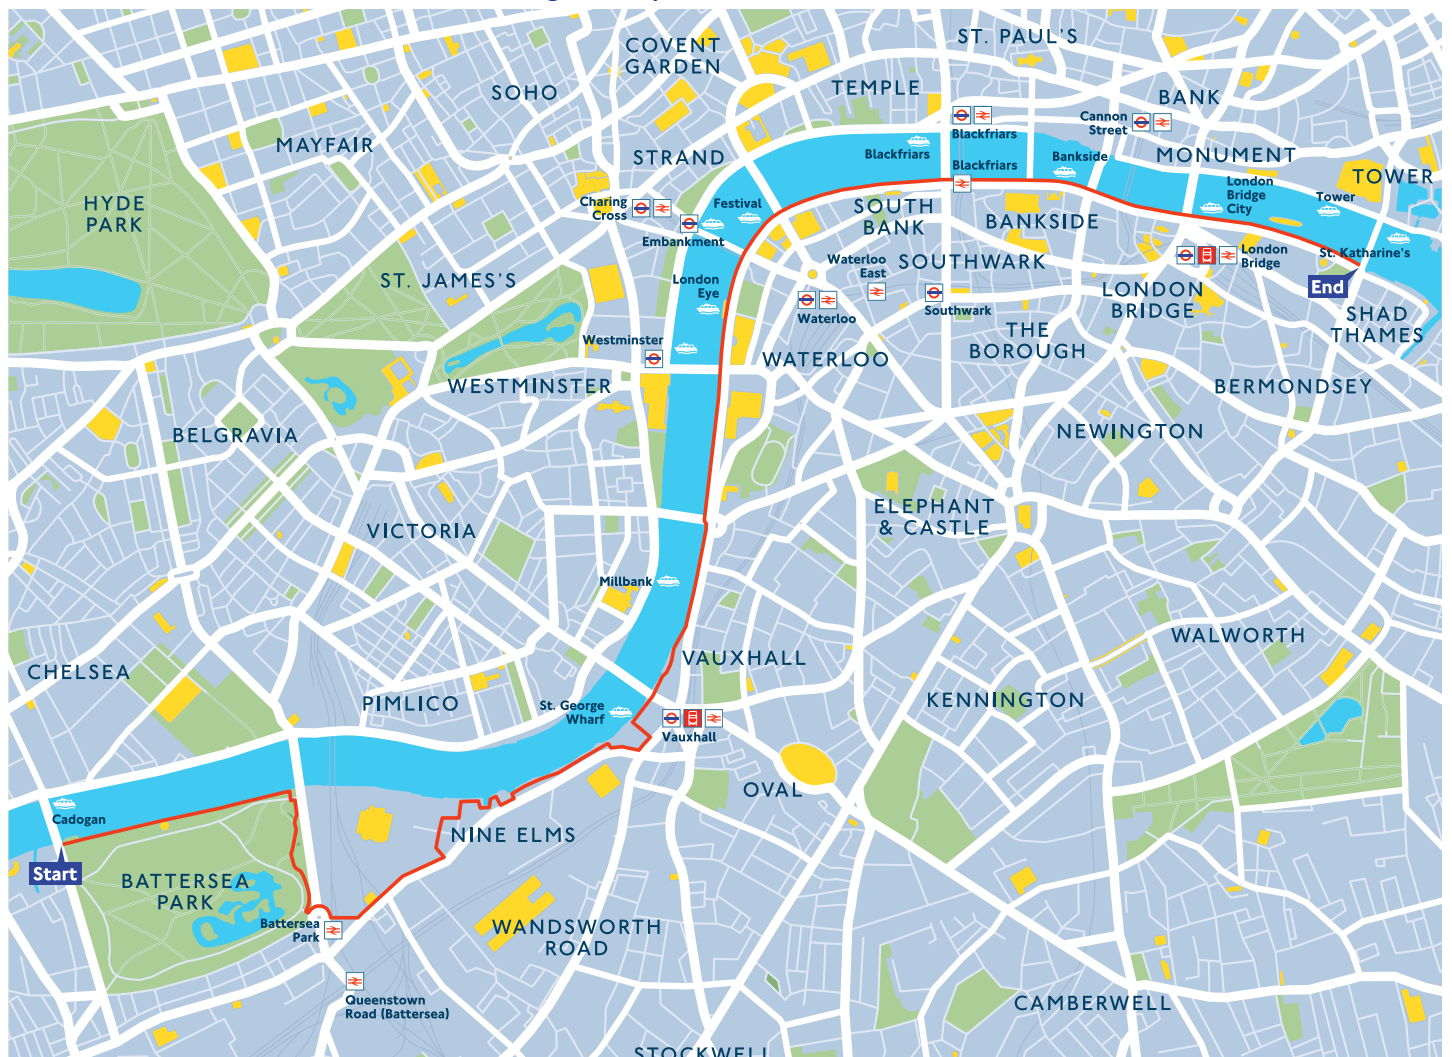 ST. PAUL'S
COVENT
GARDEN
TEMPLE
SOHO
BANK
Cannon
Street
Blackfriars
MAYFAIR
STRAND
Blackfriars
Blackfriars
Bankside
MONUMENT
TOWER
HYDE
PARK
Charing
Cross
Festival
SOUTH
BANK
BANKSIDE
London
Bridge
City
Tower
Embankment
Waterloo
East
SOUTHWARK
London
Bridge
St. Katharine's
End
ST. JAMES'S
London
Eye
Waterloo
Southwark
LONDON
BRIDGE
SHAD
THAMES
Westminster
WATERLOO
THE
BOROUGH
WESTMINSTER
BERMONDSEY
BELGRAVIA
NEWINGTON
VICTORIA
ELEPHANT
& CASTLE
Millbank
WALWORTH
CHELSEA
VAUXHALL
PIMLICO
St. George
Wharf
KENNINGTON
Vauxhall
OVAL
Cadogan
NINE ELMS
Start
BATTERSEA
PARK
Battersea
Park
WANDSWORTH
ROAD
Queenstown
Road (Battersea)
CAMBERWELL
STOCKWELL